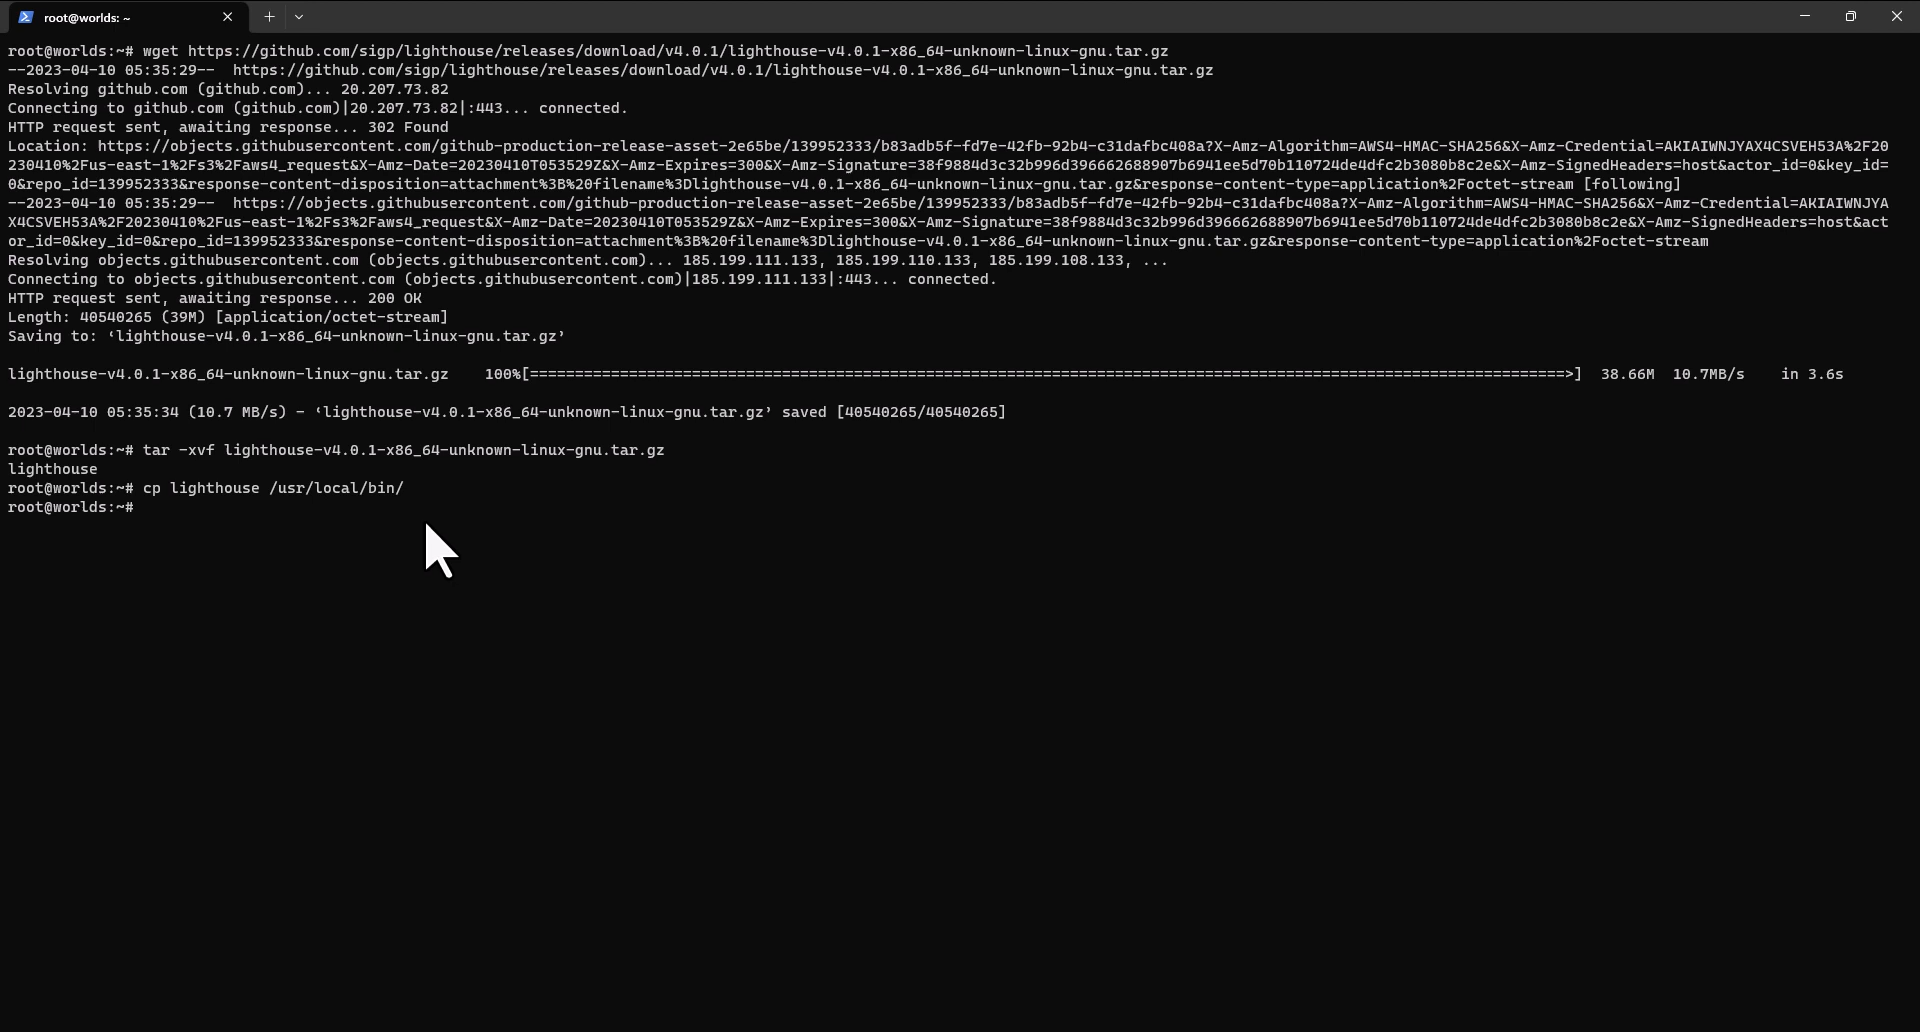 root@worlds: ~
root@worlds:~# wget https://github.com/sigp/lighthouse/releases/download/v4.0.1/lighthouse-v4.0.1-x86_64-unknown-linux-gnu.tar.gz
--2023-04-10 05:35:29--  https://github.com/sigp/lighthouse/releases/download/v4.0.1/lighthouse-v4.0.1-x86_64-unknown-linux-gnu.tar.gz
Resolving github.com (github.com)... 20.207.73.82
Connecting to github.com (github.com)|20.207.73.82|:443... connected.
HTTP request sent, awaiting response... 302 Found
Location: https://objects.githubusercontent.com/github-production-release-asset-2e65be/139952333/b83adb5f-fd7e-42fb-92b4-c31dafbc408a?X-Amz-Algorithm=AWS4-HMAC-SHA256&X-Amz-Credential=AKIAIWNJYAX4CSVEH53A%2F20
230410%2Fus-east-1%2Fs3%2Faws4_request&X-Amz-Date=20230410T053529Z&X-Amz-Expires=300&X-Amz-Signature=38f9884d3c32b996d396662688907b6941ee5d70b110724de4dfc2b3080b8c2e&X-Amz-SignedHeaders=host&actor_id=0&key_id=
0&repo_id=139952333&response-content-disposition=attachment%3B%20filename%3Dlighthouse-v4.0.1-x86_64-unknown-linux-gnu.tar.gz&response-content-type=application%2Foctet-stream [following]
--2023-04-10 05:35:29--  https://objects.githubusercontent.com/github-production-release-asset-2e65be/139952333/b83adb5f-fd7e-42fb-92b4-c31dafbc408a?X-Amz-Algorithm=AWS4-HMAC-SHA256&X-Amz-Credential=AKIAIWNJYA
X4CSVEH53A%2F20230410%2Fus-east-1%2Fs3%2Faws4_request&X-Amz-Date=20230410T053529Z&X-Amz-Expires=300&X-Amz-Signature=38f9884d3c32b996d396662688907b6941ee5d70b110724de4dfc2b3080b8c2e&X-Amz-SignedHeaders=host&act
or_id=0&key_id=0&repo_id=139952333&response-content-disposition=attachment%3B%20filename%3Dlighthouse-v4.0.1-x86_64-unknown-linux-gnu.tar.gz&response-content-type=application%2Foctet-stream
Resolving objects.githubusercontent.com (objects.githubusercontent.com)... 185.199.111.133, 185.199.110.133, 185.199.108.133, ...
Connecting to objects.githubusercontent.com (objects.githubusercontent.com)|185.199.111.133|:443... connected.
HTTP request sent, awaiting response... 200 OK
Length: 40540265 (39M) [application/octet-stream]
Saving to: ‘lighthouse-v4.0.1-x86_64-unknown-linux-gnu.tar.gz’
lighthouse-v4.0.1-x86_64-unknown-linux-gnu.tar.gz    100%[===================================================================================================================>]  38.66M  10.7MB/s    in 3.6s
2023-04-10 05:35:34 (10.7 MB/s) - ‘lighthouse-v4.0.1-x86_64-unknown-linux-gnu.tar.gz’ saved [40540265/40540265]
root@worlds:~# tar -xvf lighthouse-v4.0.1-x86_64-unknown-linux-gnu.tar.gz
lighthouse
root@worlds:~# cp lighthouse /usr/local/bin/
root@worlds:~#